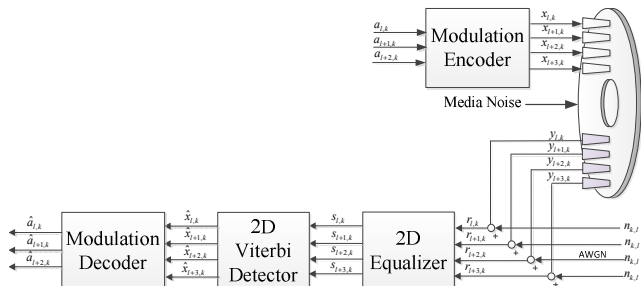 a_{l,k}
a_{l+1,k}
a_{l+2,k}
Modulation
Encoder
x_{l,k}
x_{l+1,k}
x_{l+2,k}
x_{l+3,k}
Media Noise
y_{l,k}
y_{l+1,k}
y_{l+2,k}
y_{l+3,k}
â_{l,k}
â_{l+1,k}
â_{l+2,k}
Modulation
Decoder
x̂_{l,k}
x̂_{l+1,k}
x̂_{l+2,k}
x̂_{l+3,k}
2D
Viterbi
Detector
s_{l,k}
s_{l+1,k}
s_{l+2,k}
s_{l+3,k}
2D
Equalizer
r_{l,k}
r_{l+1,k}
r_{l+2,k}
r_{l+3,k}
+
+
+
+
AWGN
n_{k,l}
n_{k,l}
n_{k,l}
n_{k,l}